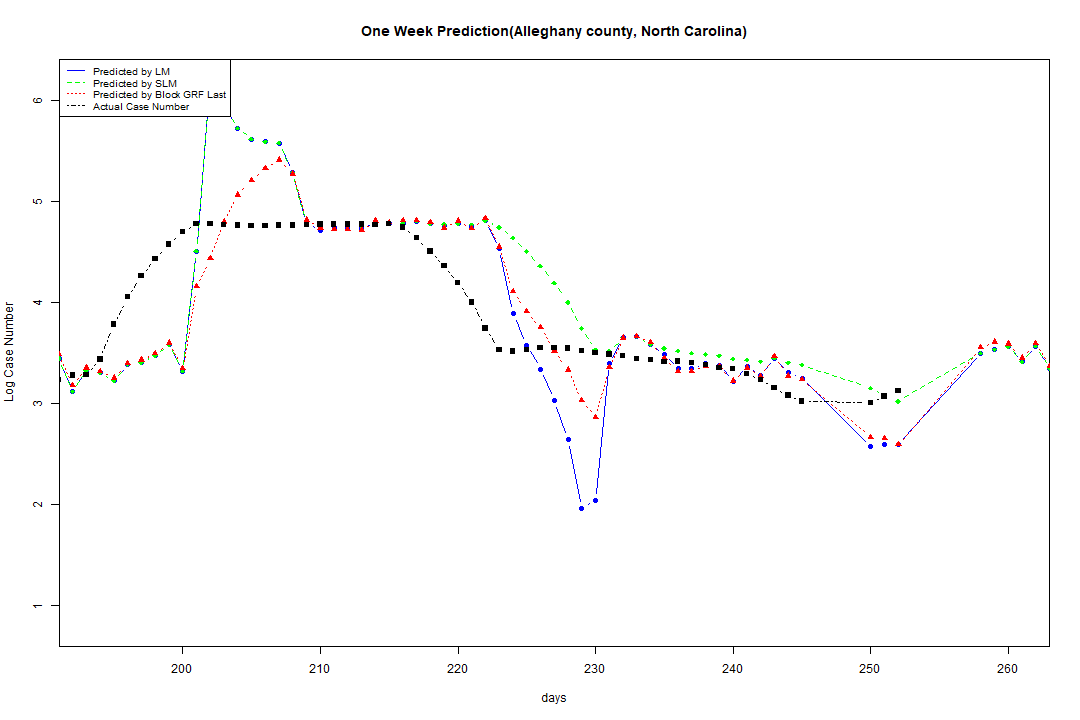 One Week Prediction(Alleghany county, North Carolina)
Predicted by LM
Predicted by SLM
Predicted by Block GRF Last
Actual Case Number
6
5
4
3
2
1
Log Case Number
200 210 220 230 240 250 260
days